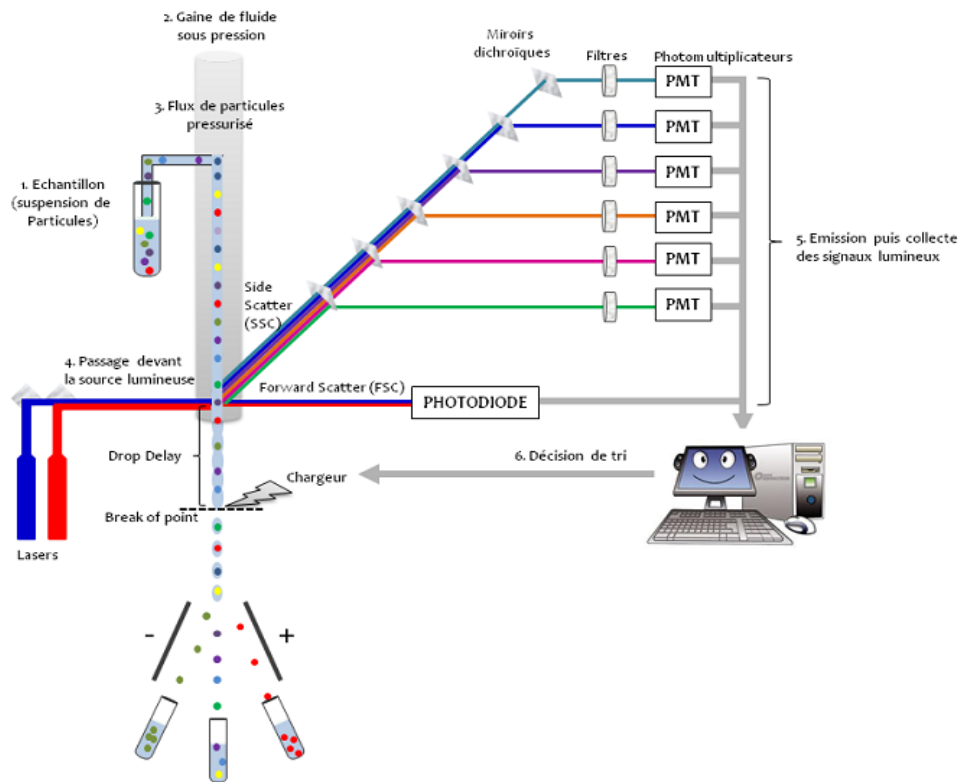 2. Gaine de fluide
sous pression
Miroirs
dichroïques
Filtres
Photomultiplicateurs
3. Flux de particules
pressurisé
1. Echantillon
(suspension de
Particules)
PMT
PMT
PMT
PMT
PMT
PMT
5. Emission puis collecte
des signaux lumineux
Side
Scatter
(SSC)
4. Passage devant
la source lumineuse
Forward Scatter (FSC)
PHOTODIODE
Drop Delay
6. Décision de tri
Chargeur
Break of point
Lasers
-
+